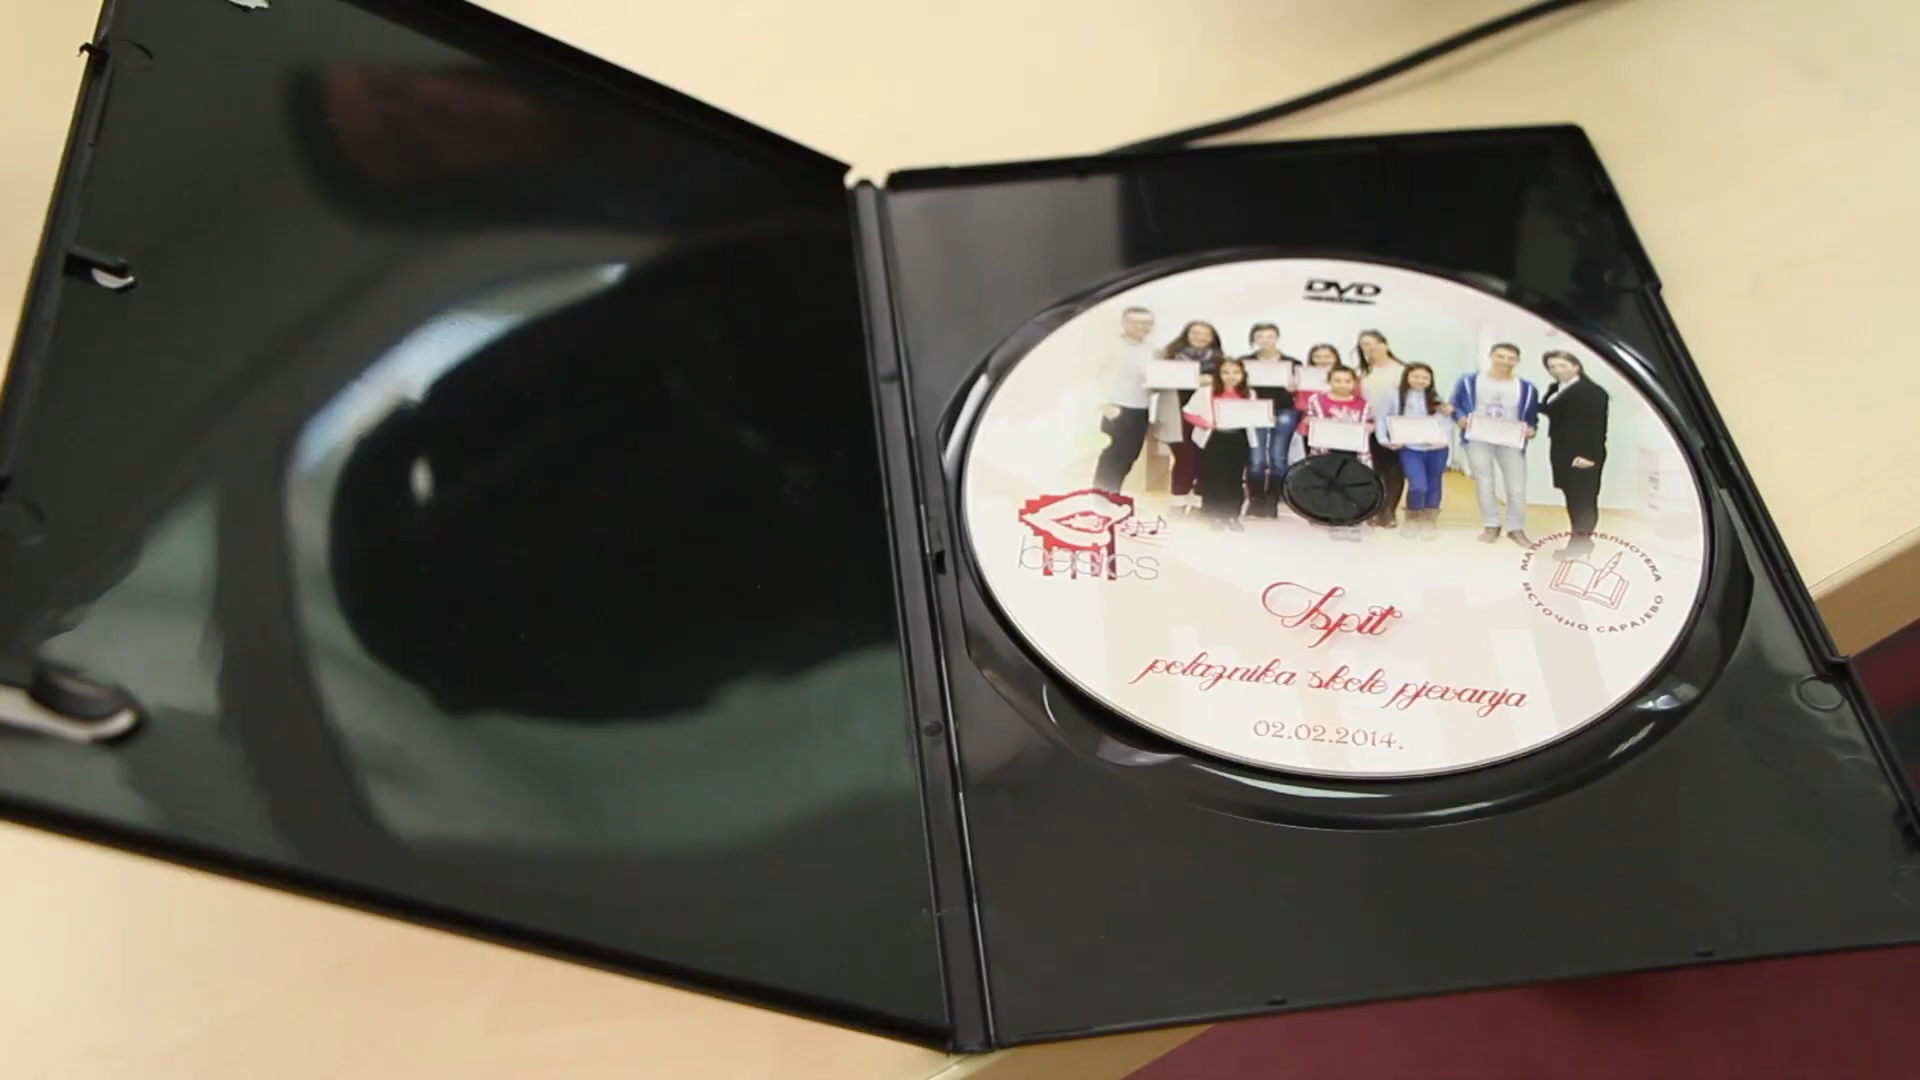 DVD
basics
МАТИЧНА БИБЛИОТЕКА
ИСТОЧНО САРАЈЕВО
Ispit
polaznika škole pjevanja
02.02.2014.